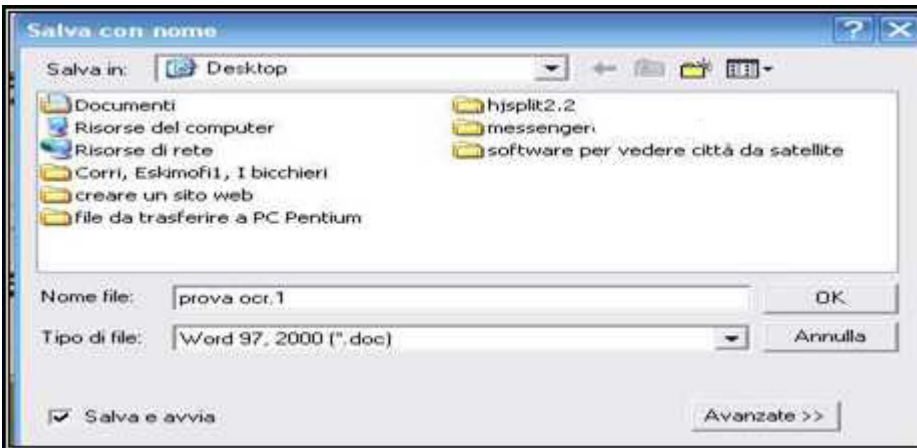 Salva con nome
Salva in: Desktop
Documenti
Risorse del computer
Risorse di rete
Corri, Eskimofi1, I bicchieri
creare un sito web
file da trasferire a PC Pentium
hjsplit2.2
messenger
software per vedere città da satellite
Nome file: prova ocr.1 OK
Tipo di file: Word 97, 2000 (*.doc) Annulla
Salva e avvia Avanzate >>